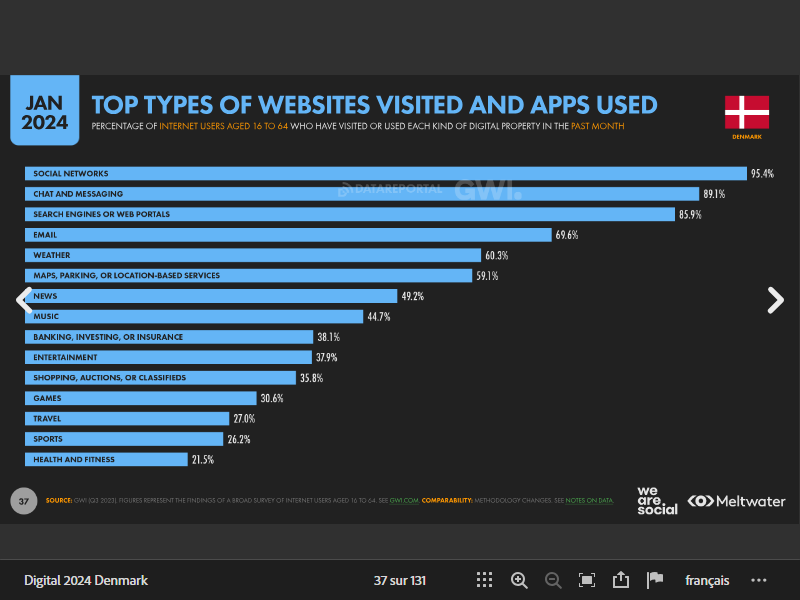 JAN
2024
TOP TYPES OF WEBSITES VISITED AND APPS USED
PERCENTAGE OF INTERNET USERS AGED 16 TO 64 WHO HAVE VISITED OR USED EACH KIND OF DIGITAL PROPERTY IN THE PAST MONTH
DENMARK
SOCIAL NETWORKS 95.4%
DATAREPORTAL GWI.
CHAT AND MESSAGING 89.1%
SEARCH ENGINES OR WEB PORTALS 85.9%
EMAIL 69.6%
WEATHER 60.3%
MAPS, PARKING, OR LOCATION-BASED SERVICES 59.1%
NEWS 49.2%
MUSIC 44.7%
BANKING, INVESTING, OR INSURANCE 38.1%
ENTERTAINMENT 37.9%
SHOPPING, AUCTIONS, OR CLASSIFIEDS 35.8%
GAMES 30.6%
TRAVEL 27.0%
SPORTS 26.2%
HEALTH AND FITNESS 21.5%
37
SOURCE: GWI (Q3 2023). FIGURES REPRESENT THE FINDINGS OF A BROAD SURVEY OF INTERNET USERS AGED 16 TO 64. SEE GWI.COM. COMPARABILITY: METHODOLOGY CHANGES. SEE NOTES ON DATA.
we
are
social
Meltwater
Digital 2024 Denmark
37 sur 131
français